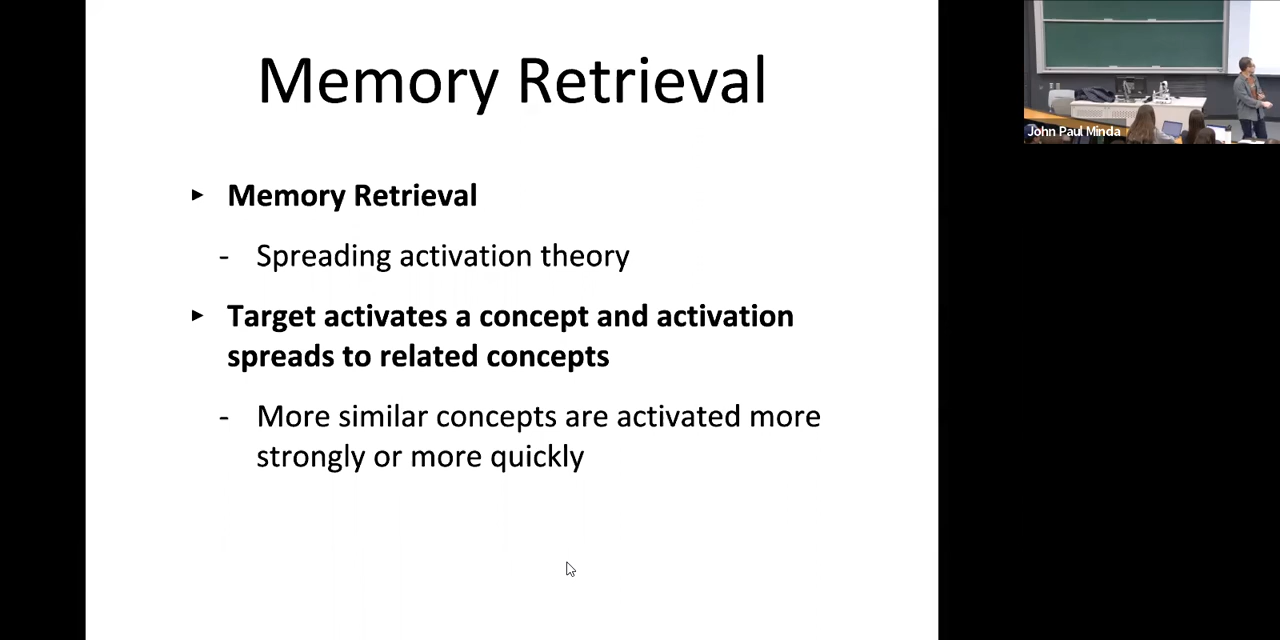 Memory Retrieval
▸ Memory Retrieval
- Spreading activation theory
▸ Target activates a concept and activation
spreads to related concepts
- More similar concepts are activated more
strongly or more quickly
John Paul Minda